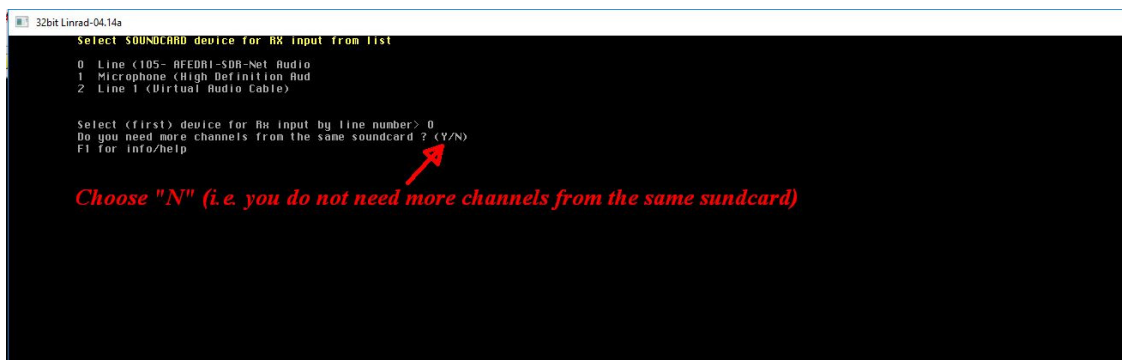 32bit Linrad-04.14a
Select SOUNDCARD device for RX input from list
0 Line (105- AFEDRI-SDR-Net Audio
1 Microphone (High Definition Aud
2 Line 1 (Virtual Audio Cable)
Select (first) device for Rx input by line number> 0
Do you need more channels from the same soundcard ? (Y/N)
F1 for info/help
Choose "N" (i.e. you do not need more channels from the same sundcard)